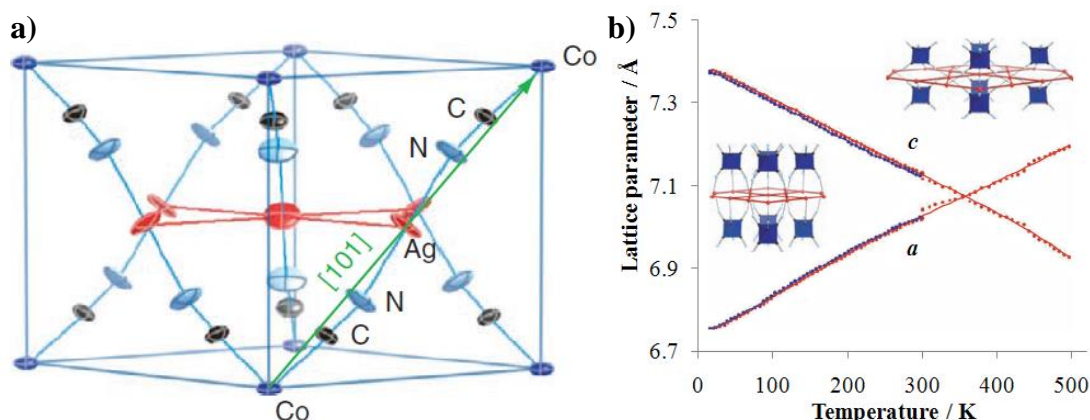 a)
Co
C
N
Ag
[101]
N
C
Co
b)
7.5
7.3
7.1
6.9
6.7
Lattice parameter / Å
c
a
0
100
200
300
400
500
Temperature / K